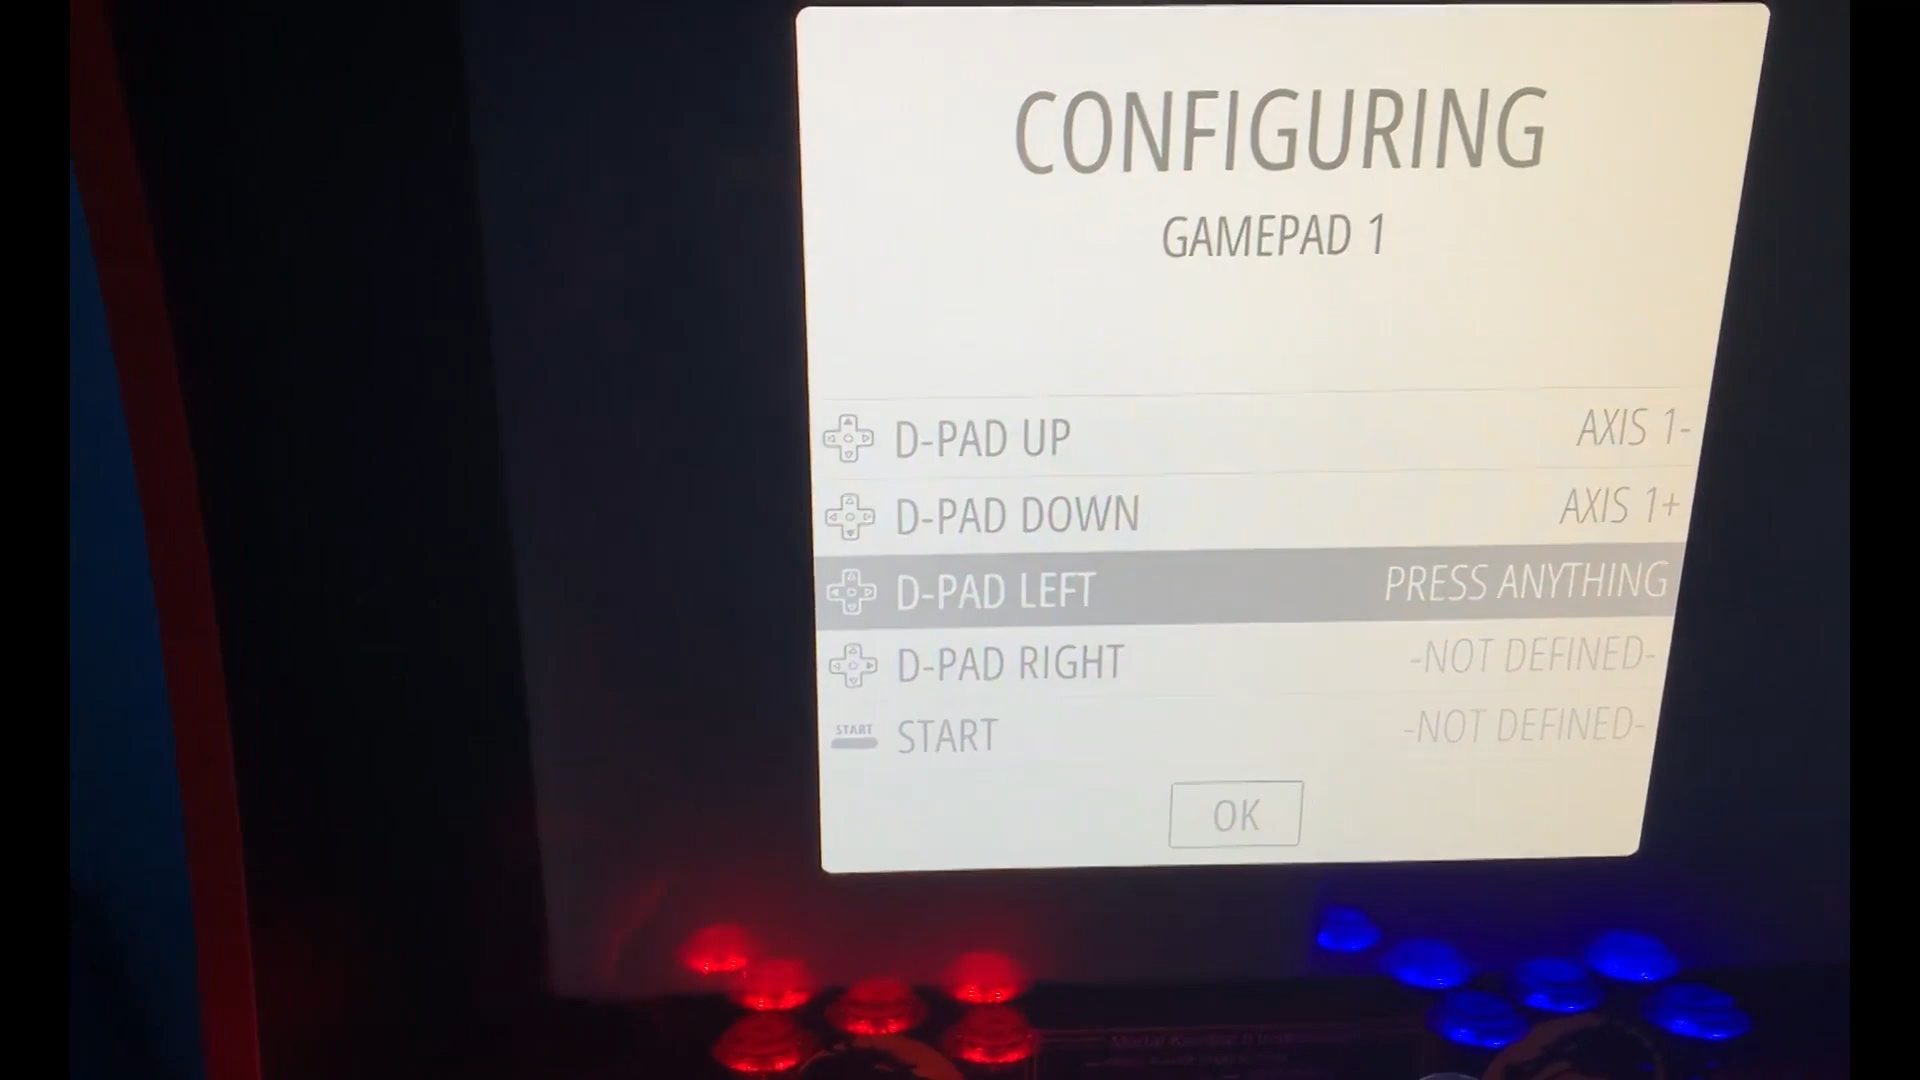 CONFIGURING
GAMEPAD 1
D-PAD UP AXIS 1-
D-PAD DOWN AXIS 1+
D-PAD LEFT PRESS ANYTHING
D-PAD RIGHT -NOT DEFINED-
START START -NOT DEFINED-
OK